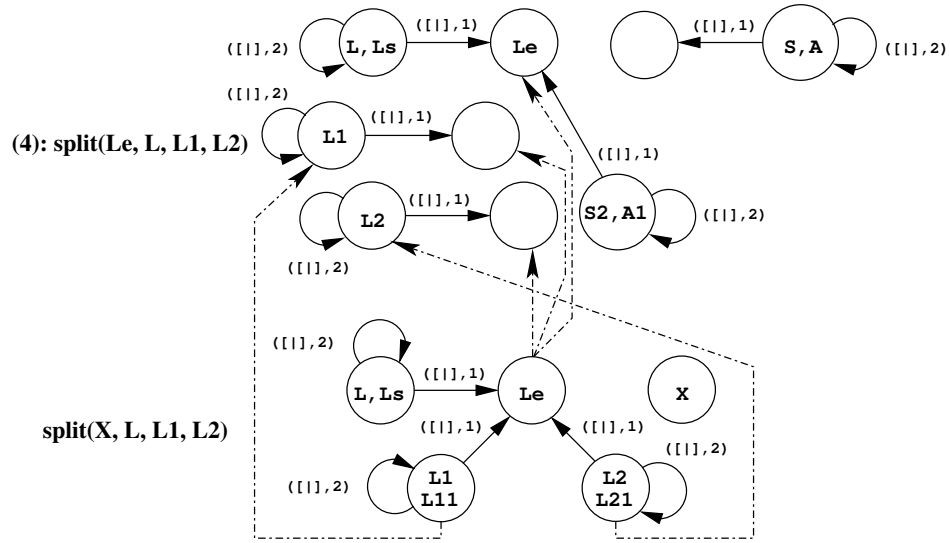 ([|],1)
([|],1)
([|],2)
L,Ls
Le
S,A
([|],2)
([|],2)
([|],1)
(4): split(Le, L, L1, L2)
L1
([|],1)
([|],1)
L2
S2,A1
([|],2)
([|],2)
([|],2)
([|],1)
L,Ls
Le
X
split(X, L, L1, L2)
([|],1)
([|],1)
([|],2)
([|],2)
L1
L11
L2
L21